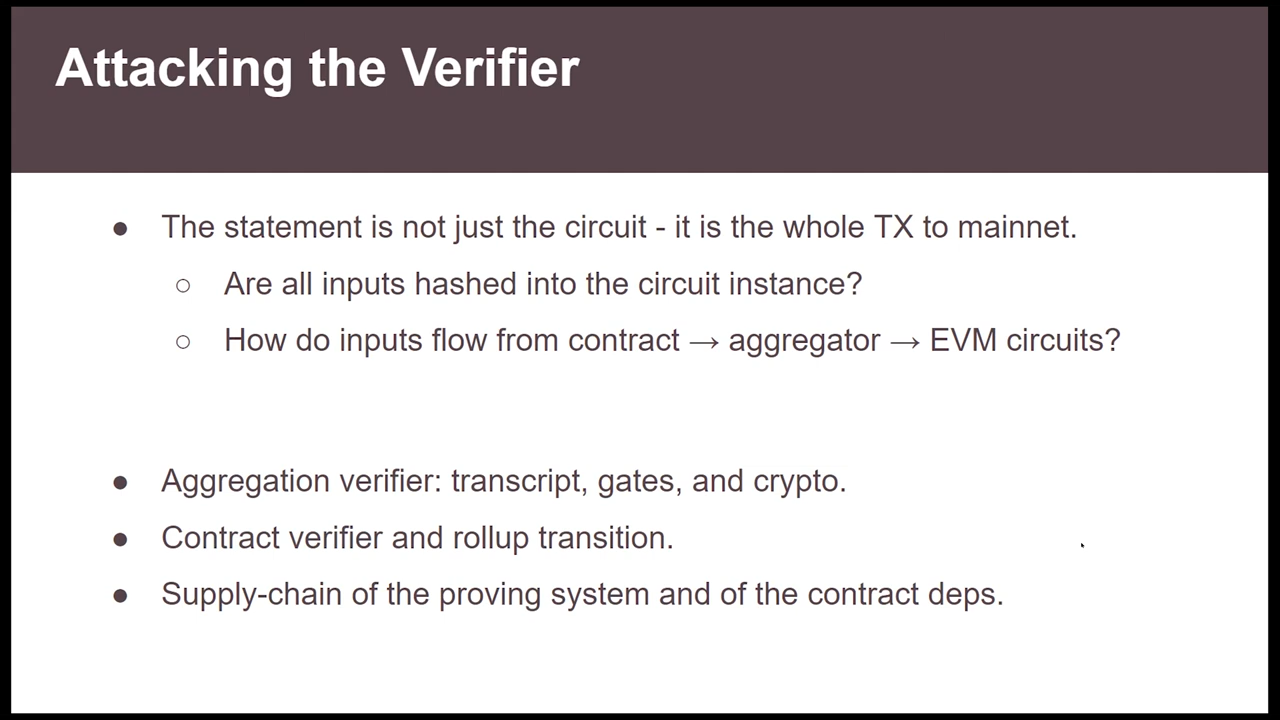 Attacking the Verifier
● The statement is not just the circuit - it is the whole TX to mainnet.
○ Are all inputs hashed into the circuit instance?
○ How do inputs flow from contract → aggregator → EVM circuits?
● Aggregation verifier: transcript, gates, and crypto.
● Contract verifier and rollup transition.
● Supply-chain of the proving system and of the contract deps.